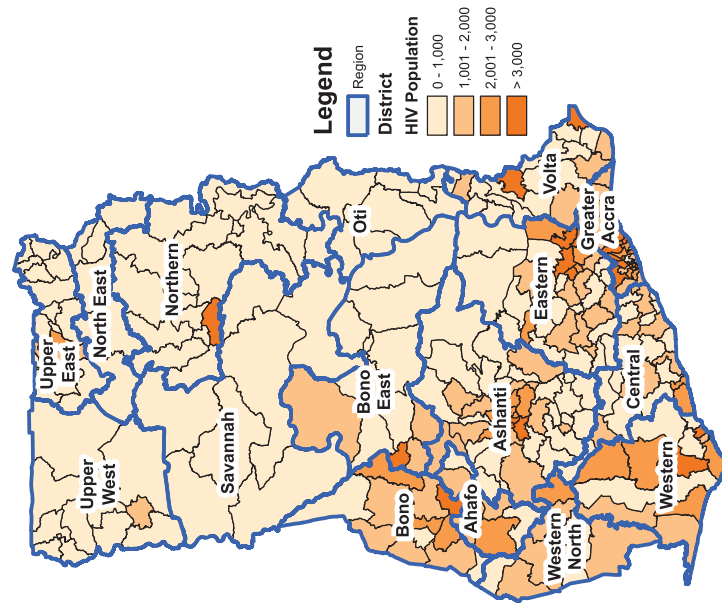 Legend
Region
District
HIV Population
0 - 1,000
1,001 - 2,000
2,001 - 3,000
> 3,000
Upper
East
North East
Northern
Upper
West
Savannah
Oti
Bono
East
Bono
Ahafo
Ashanti
Eastern
Volta
Greater
Accra
Central
Western
North
Western